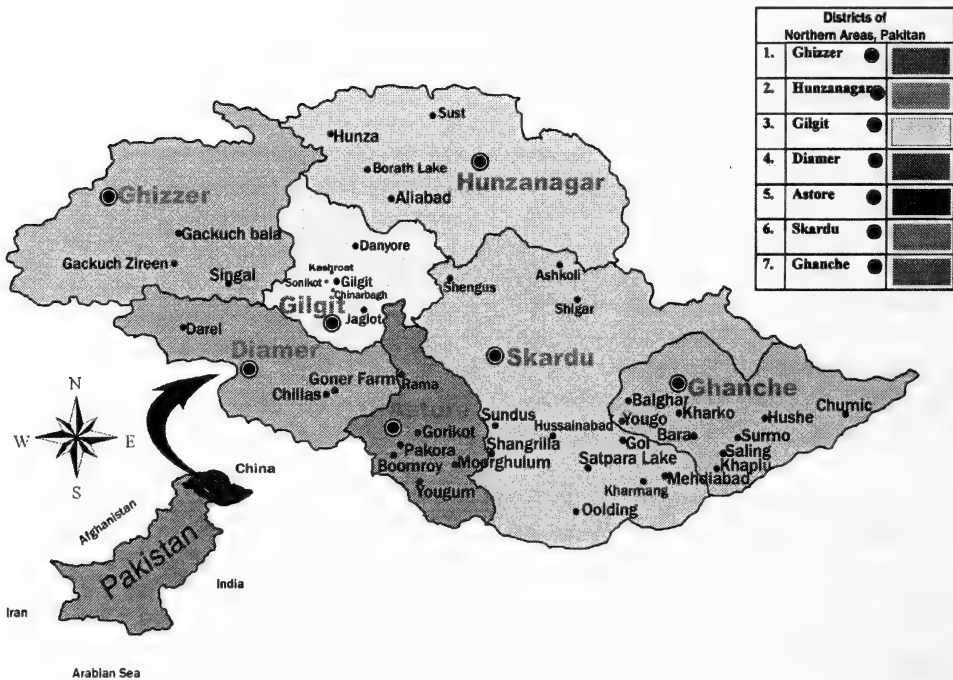 Districts of
Northern Areas, Pakitan
1. Ghizzer
2. Hunzanagar
3. Gilgit
4. Diamer
5. Astore
6. Skardu
7. Ghanche
Sust
Hunza
Borath Lake
Hunzanagar
Aliabad
Ghizzer
Gackuch bala
Danyore
Gackuch Zireen
Singal
Kashroat
Sonikot
Gilgit
Chinarbagh
Gilgit
Jaglot
Shengus
Ashkoli
Shigar
Darel
Diamer
Skardu
Goner Farm
Rama
Chillas
Ghanche
Balghar
Churnic
Astore
Sundus
Hussainabad
Yougo
Kharko
Hushe
Gorikot
Bara
Surmo
Pakora
Shangrilla
Gol
Saling
Boomroy
Moorghulum
Satpara Lake
Khaplu
Yougum
Kharmang
Mehdiabad
Oolding
N
W E
S
China
Afghanistan
Pakistan
India
Iran
Arabian Sea